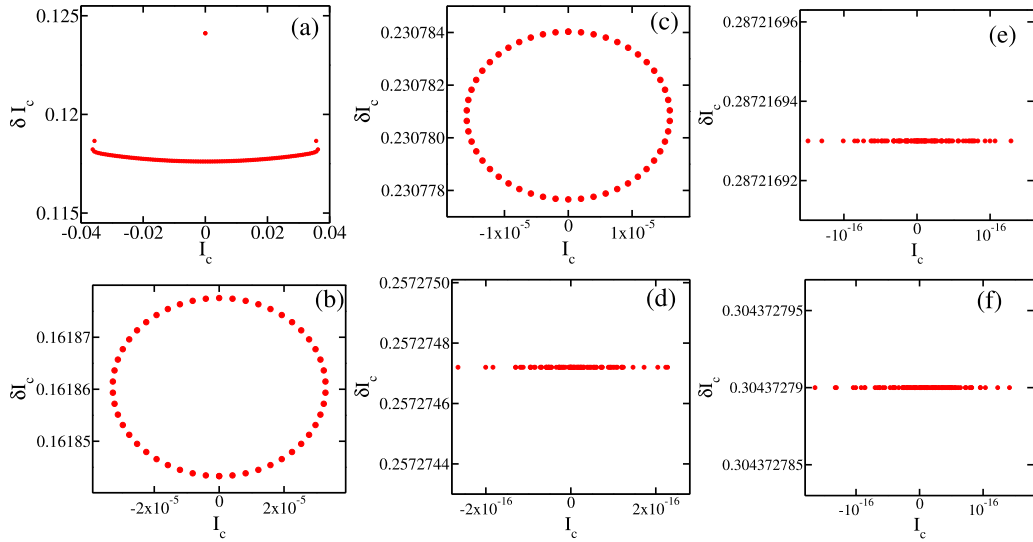 (a)
0.125
0.12
0.115
δ I_c
-0.04
-0.02
0
0.02
0.04
I_c
(c)
0.230784
0.230782
0.230780
0.230778
δI_c
-1x10^-5
0
1x10^-5
I_c
(e)
0.28721696
0.28721694
0.28721692
δI_c
-10^-16
0
10^-16
I_c
(b)
0.16187
0.16186
0.16185
δI_c
-2x10^-5
0
2x10^-5
I_c
(d)
0.2572750
0.2572748
0.2572746
0.2572744
δI_c
-2x10^-16
0
2x10^-16
I_c
(f)
0.304372795
0.30437279
0.304372785
δI_c
-10^-16
0
10^-16
I_c